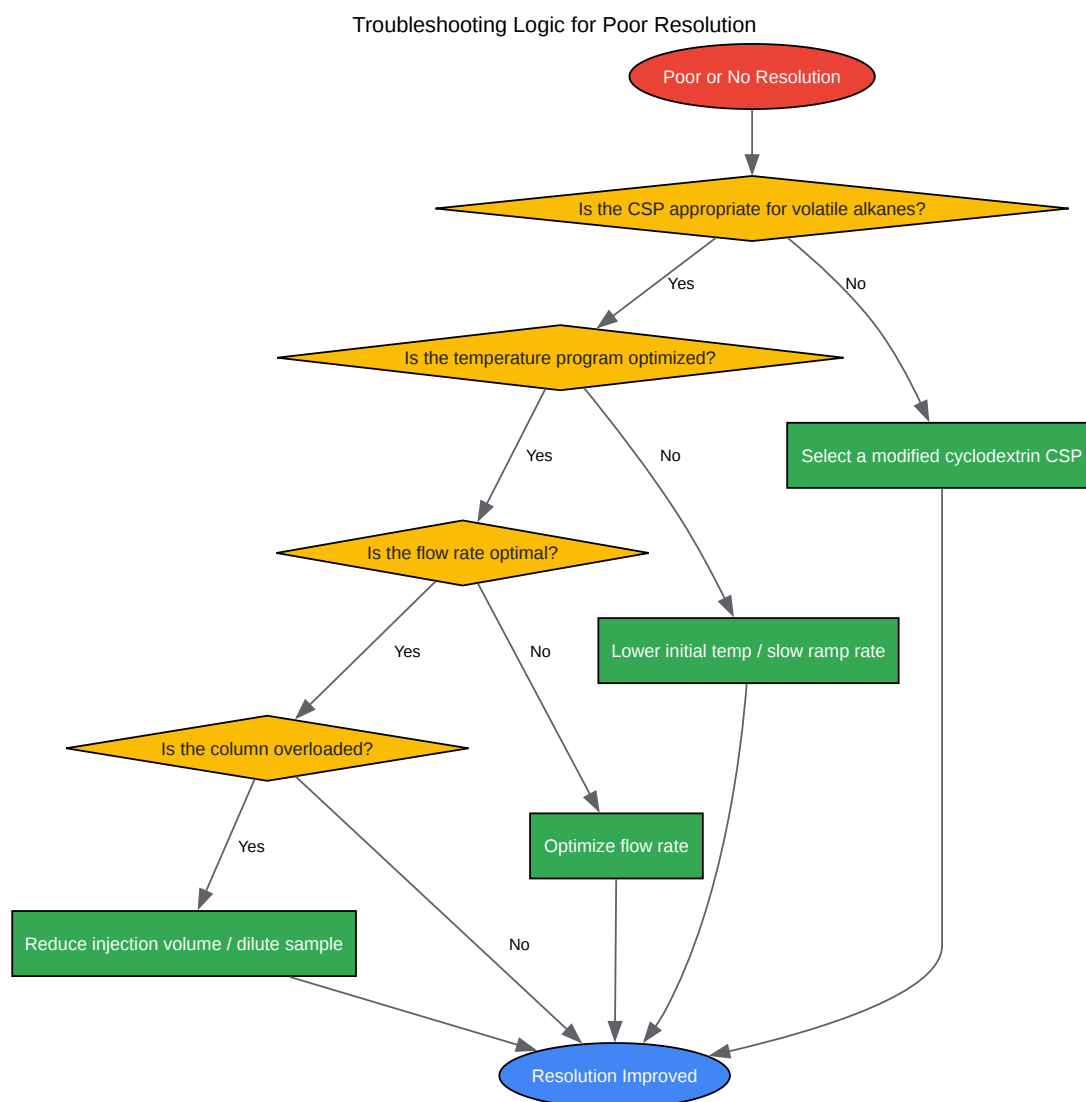 Troubleshooting Logic for Poor Resolution
Poor or No Resolution
Is the CSP appropriate for volatile alkanes?
Yes
No
Is the temperature program optimized?
Yes
No
Select a modified cyclodextrin CSP
Is the flow rate optimal?
Yes
No
Lower initial temp / slow ramp rate
Is the column overloaded?
Yes
Optimize flow rate
Reduce injection volume / dilute sample
No
Resolution Improved